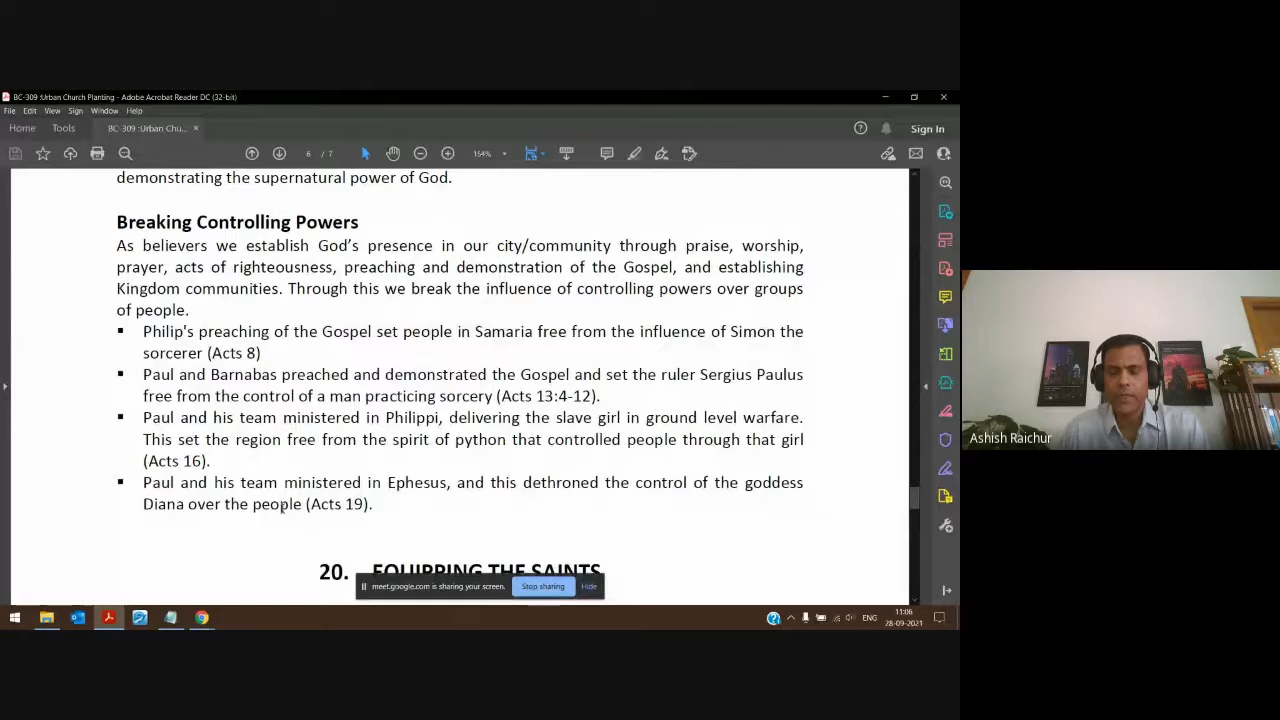 BC-309 :Urban Church Planting - Adobe Acrobat Reader DC (32-bit)
File Edit View Sign Window Help
Home Tools BC-309 :Urban Chu... × Sign In
6 / 7 154%
demonstrating the supernatural power of God.
Breaking Controlling Powers
As believers we establish God's presence in our city/community through praise, worship,
prayer, acts of righteousness, preaching and demonstration of the Gospel, and establishing
Kingdom communities. Through this we break the influence of controlling powers over groups
of people.
▪ Philip's preaching of the Gospel set people in Samaria free from the influence of Simon the
sorcerer (Acts 8)
▪ Paul and Barnabas preached and demonstrated the Gospel and set the ruler Sergius Paulus
free from the control of a man practicing sorcery (Acts 13:4-12).
▪ Paul and his team ministered in Philippi, delivering the slave girl in ground level warfare.
This set the region free from the spirit of python that controlled people through that girl
(Acts 16).
▪ Paul and his team ministered in Ephesus, and this dethroned the control of the goddess
Diana over the people (Acts 19).
20. EQUIPPING THE SAINTS
meet.google.com is sharing your screen. Stop sharing Hide
Ashish Raichur
ENG
11:06
28-09-2021